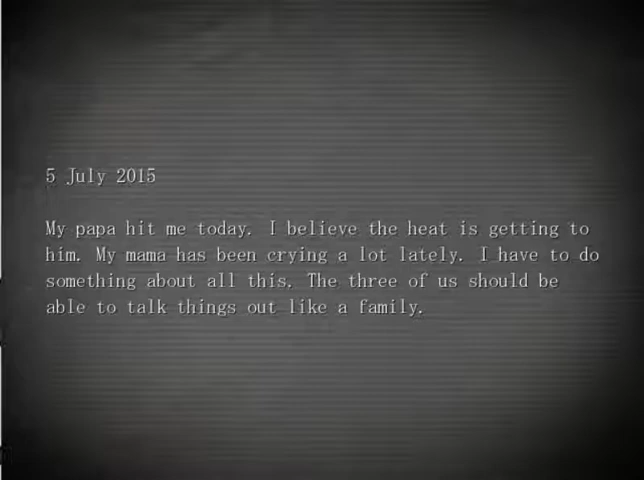 5 July 2015
My papa hit me today. I believe the heat is getting to
him. My mama has been crying a lot lately. I have to do
something about all this. The three of us should be
able to talk things out like a family.